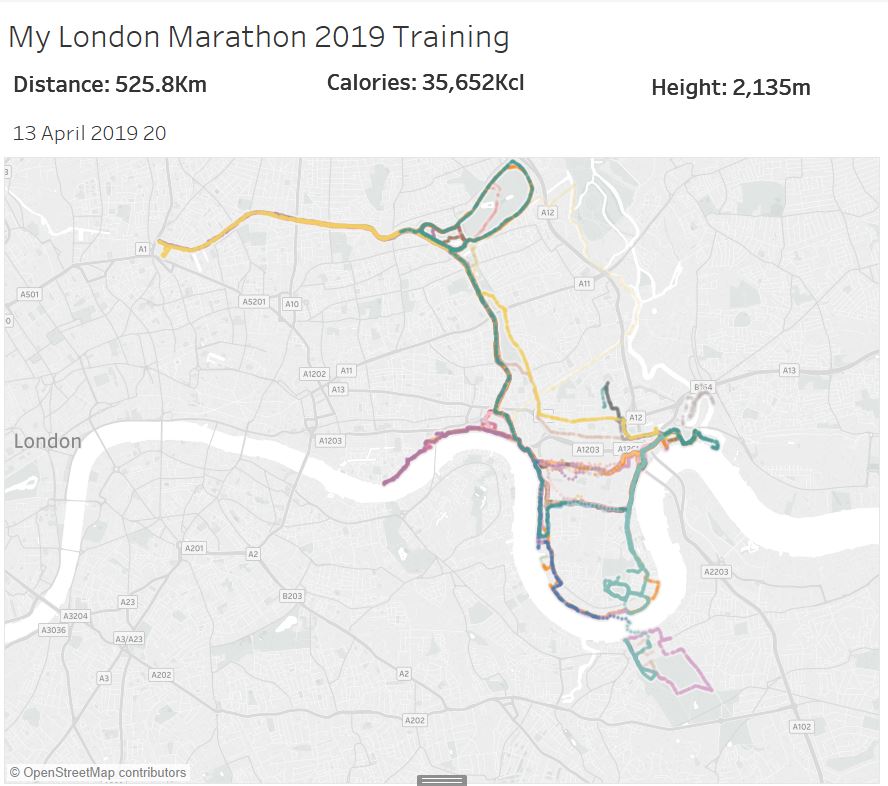 My London Marathon 2019 Training
Distance: 525.8Km
Calories: 35,652Kcl
Height: 2,135m
13 April 2019 20
A12
A1
A11
A501
A5201
A10
A1202
A11
A13
A13
A12
London
A1203
A1203
A201
A2
A2203
B203
A23
A3204
A3036
A3/A23
A3
A202
A2
A202
A102
© OpenStreetMap contributors